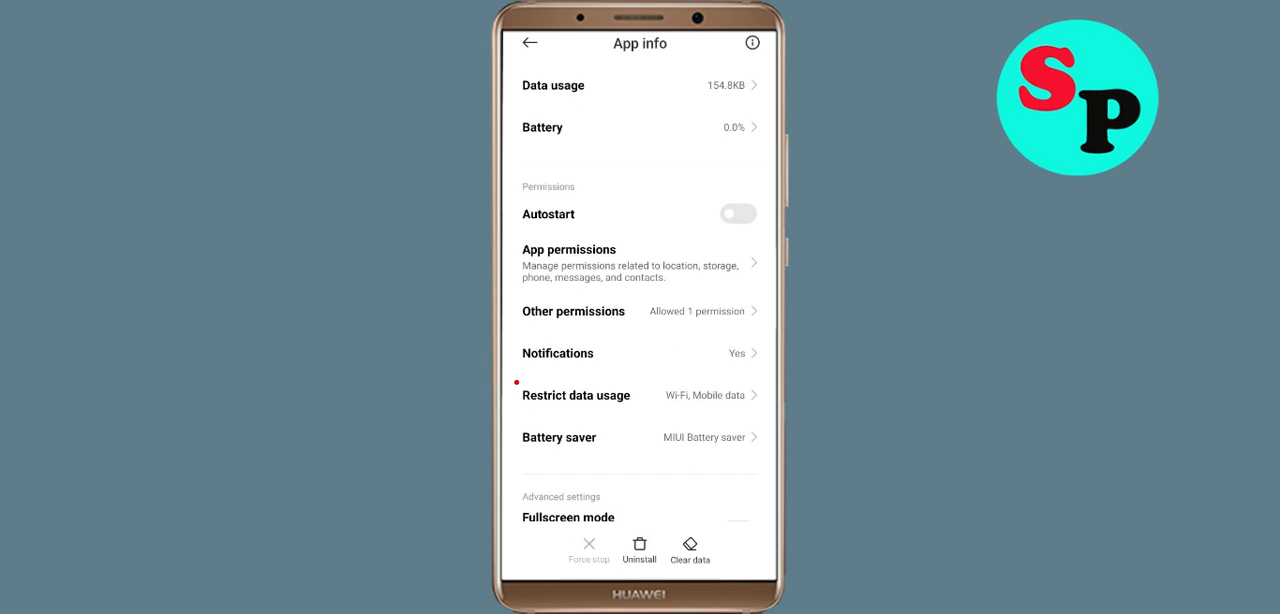 App info
Data usage
154.8KB
Battery
0.0%
Permissions
Autostart
App permissions
Manage permissions related to location, storage,
phone, messages, and contacts.
Other permissions
Allowed 1 permission
Notifications
Yes
Restrict data usage
Wi-Fi, Mobile data
Battery saver
MIUI Battery saver
Advanced settings
Fullscreen mode
Force stop
Uninstall
Clear data
HUAWEI
SP